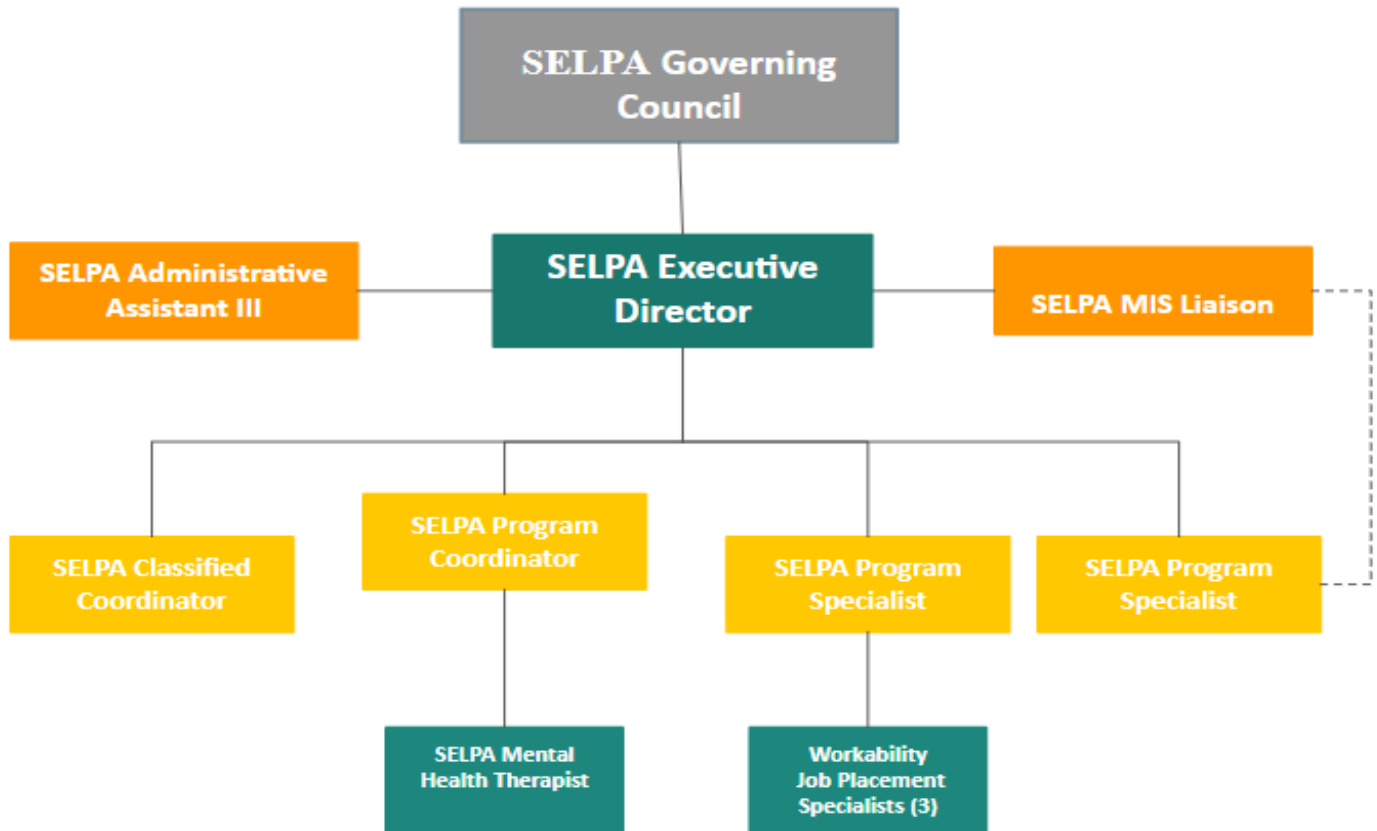 SELPA Governing
Council
SELPA Administrative
Assistant III
SELPA Executive
Director
SELPA MIS Liaison
SELPA Classified
Coordinator
SELPA Program
Coordinator
SELPA Program
Specialist
SELPA Program
Specialist
SELPA Mental
Health Therapist
Workability
Job Placement
Specialists (3)